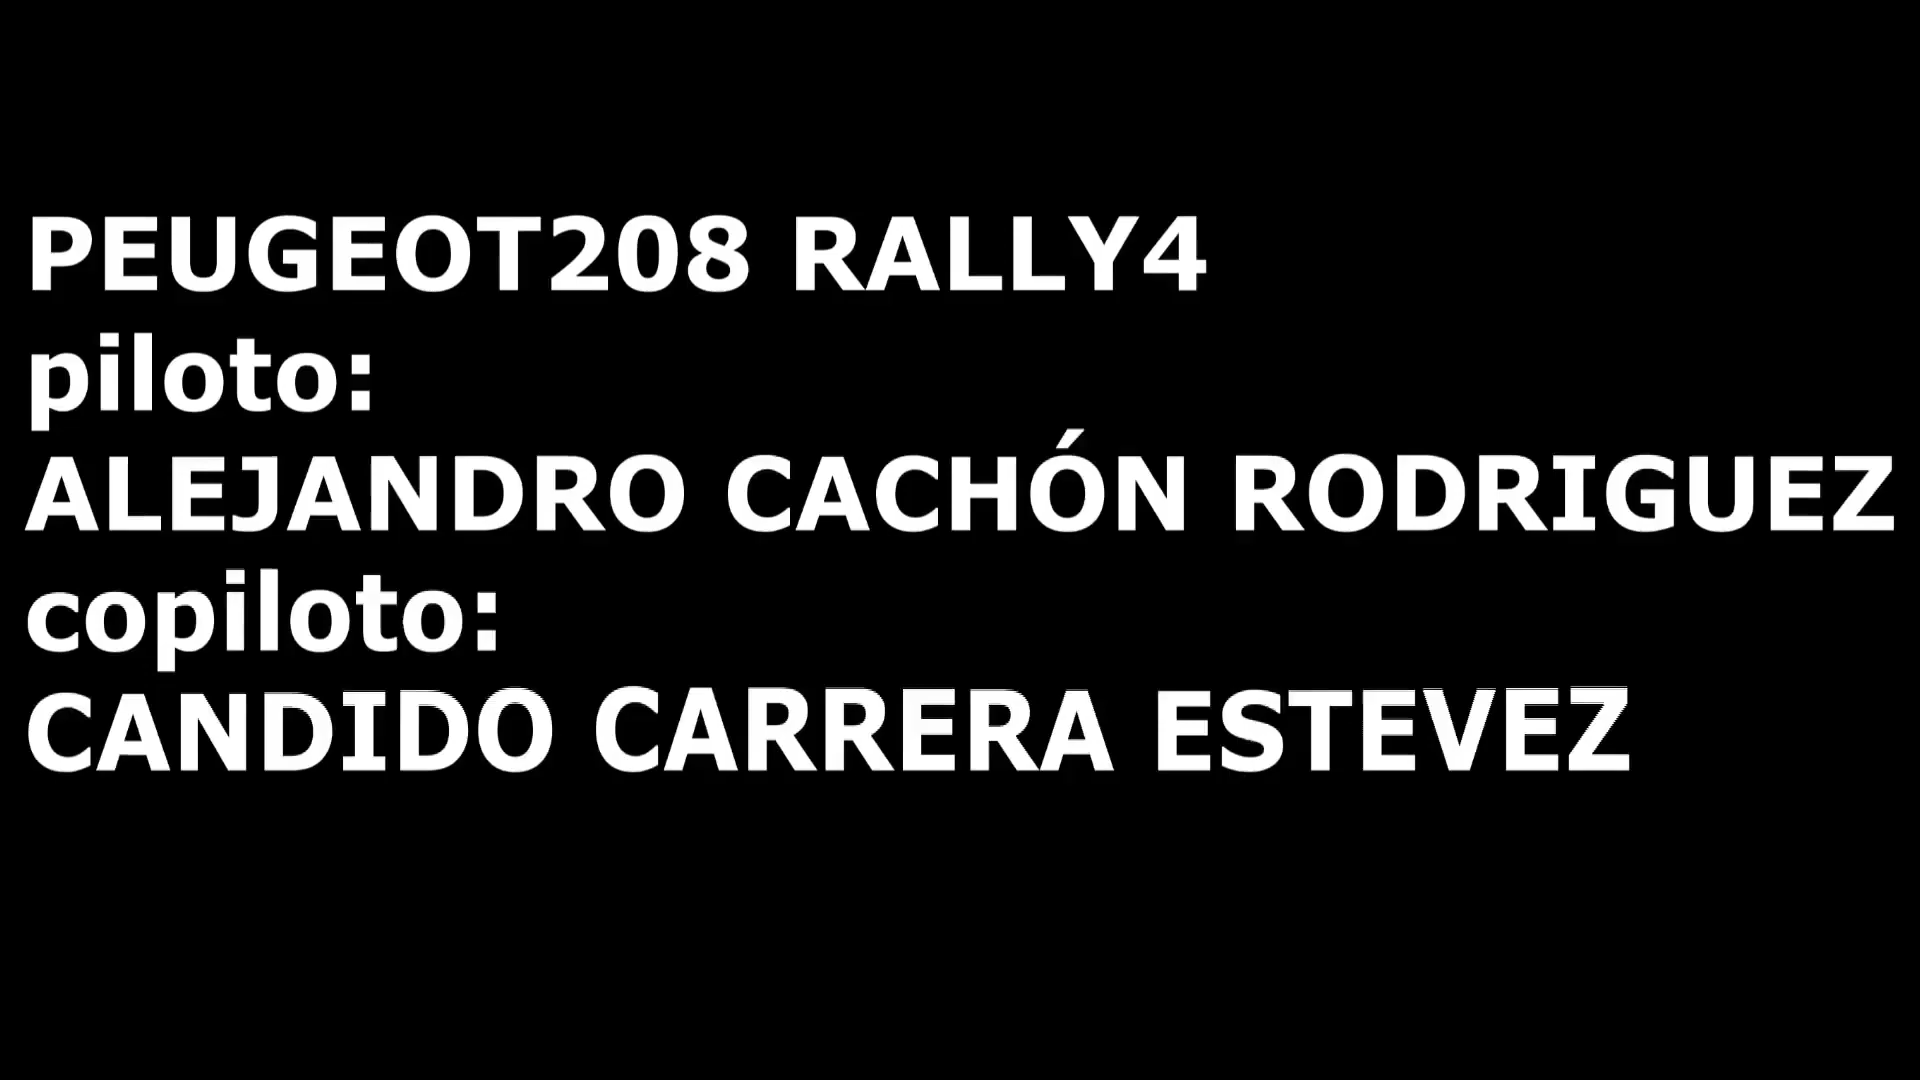 PEUGEOT208 RALLY4
piloto:
ALEJANDRO CACHÓN RODRIGUEZ
copiloto:
CANDIDO CARRERA ESTEVEZ